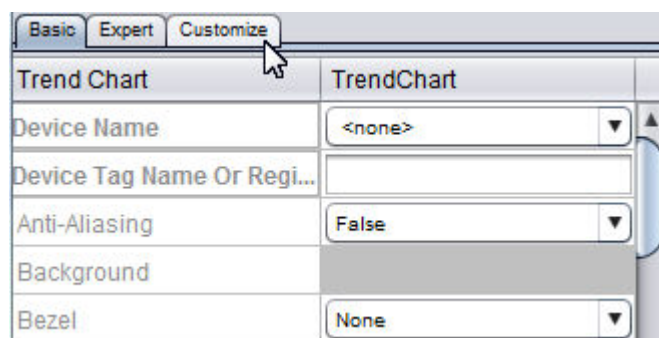 Basic Expert Customize
Trend Chart TrendChart
Device Name <none>
Device Tag Name Or Regi...
Anti-Aliasing False
Background
Bezel None